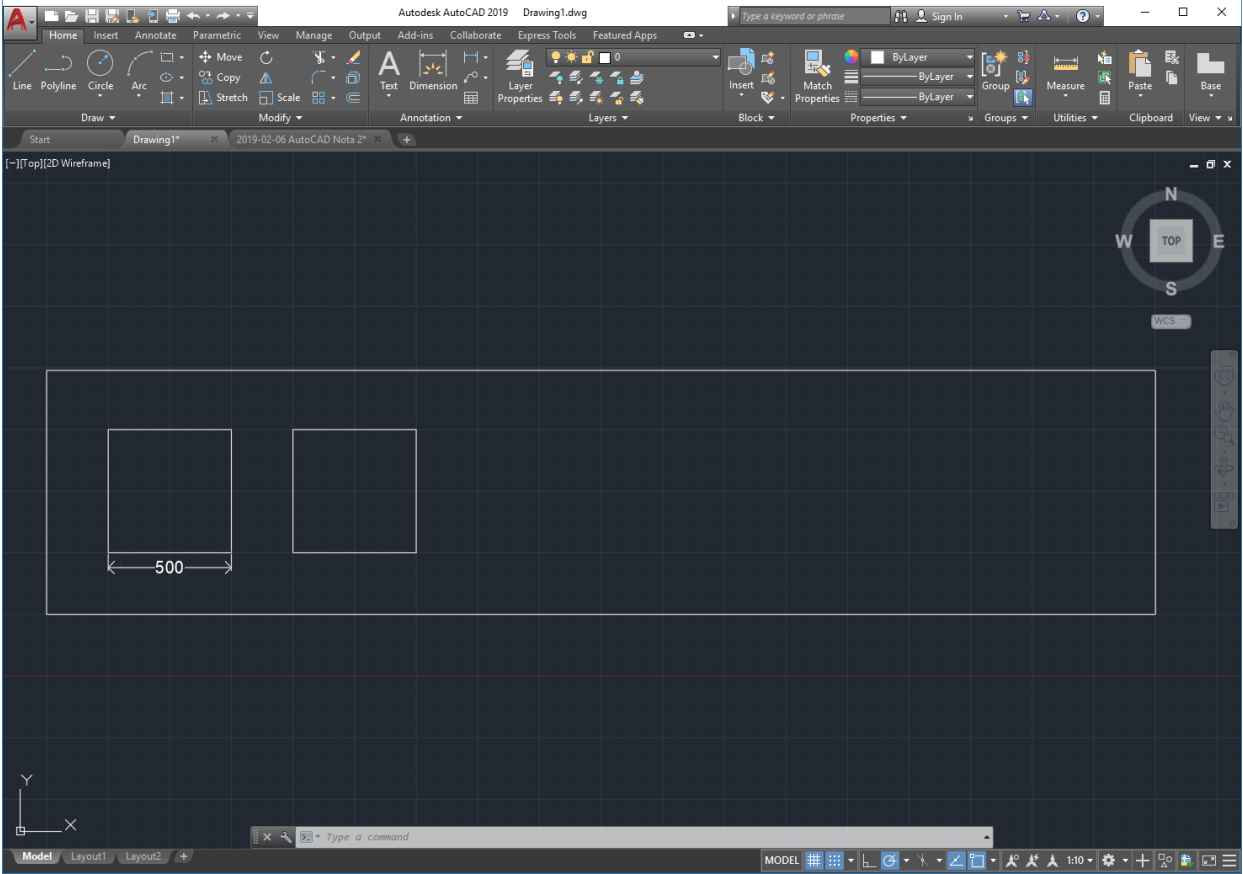 Autodesk AutoCAD 2019 Drawing1.dwg
Type a keyword or phrase
Sign In
Home Insert Annotate Parametric View Manage Output Add-ins Collaborate Express Tools Featured Apps
Line Polyline Circle Arc
Move
Copy
Stretch Scale
Text Dimension
Layer
Properties
0
Insert
Match
Properties
ByLayer
ByLayer
ByLayer
Group
Measure
Paste
Base
Draw Modify Annotation Layers Block Properties Groups Utilities Clipboard View
Start Drawing1* 2019-02-06 AutoCAD Nota 2*
[−][Top][2D Wireframe]
N
W TOP E
S
WCS
500
Y
X
Type a command
Model Layout1 Layout2 +
MODEL 1:10